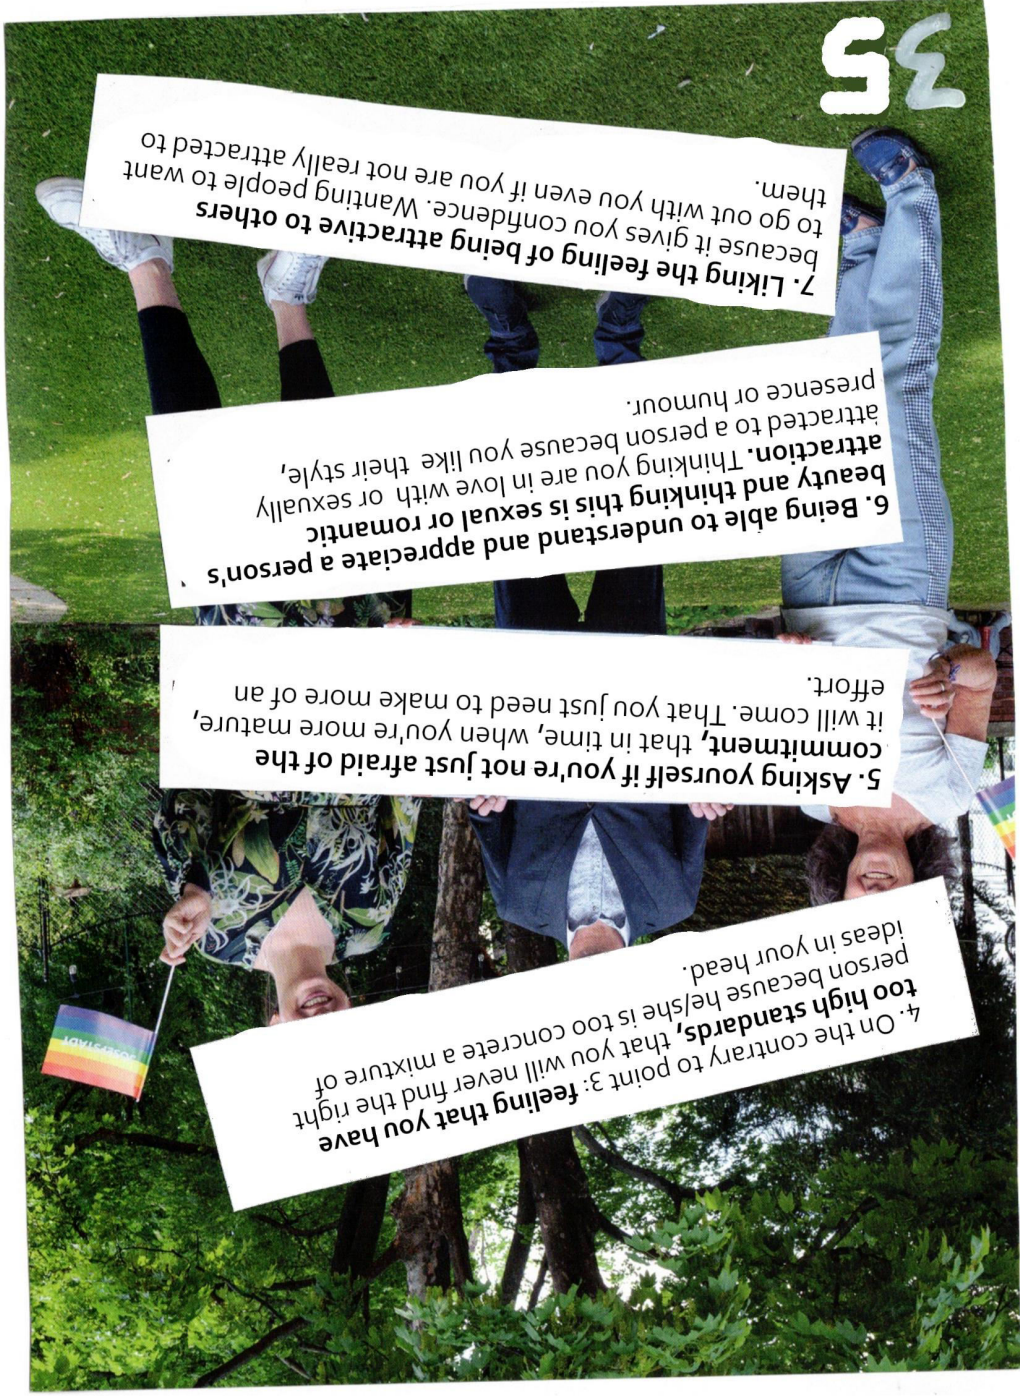 4. On the contrary to point 3: feeling that you have
too high standards, that you will never find the right
person because he/she is too concrete a mixture of
ideas in your head.
JOSEFSTADT
5. Asking yourself if you're not just afraid of the
commitment, that in time, when you're more mature,
it will come. That you just need to make more of an
effort.
6. Being able to understand and appreciate a person's
beauty and thinking this is sexual or romantic
attraction. Thinking you are in love with or sexually
attracted to a person because you like their style,
presence or humour.
7. Liking the feeling of being attractive to others
because it gives you confidence. Wanting people to want
to go out with you even if you are not really attracted to
them.
35